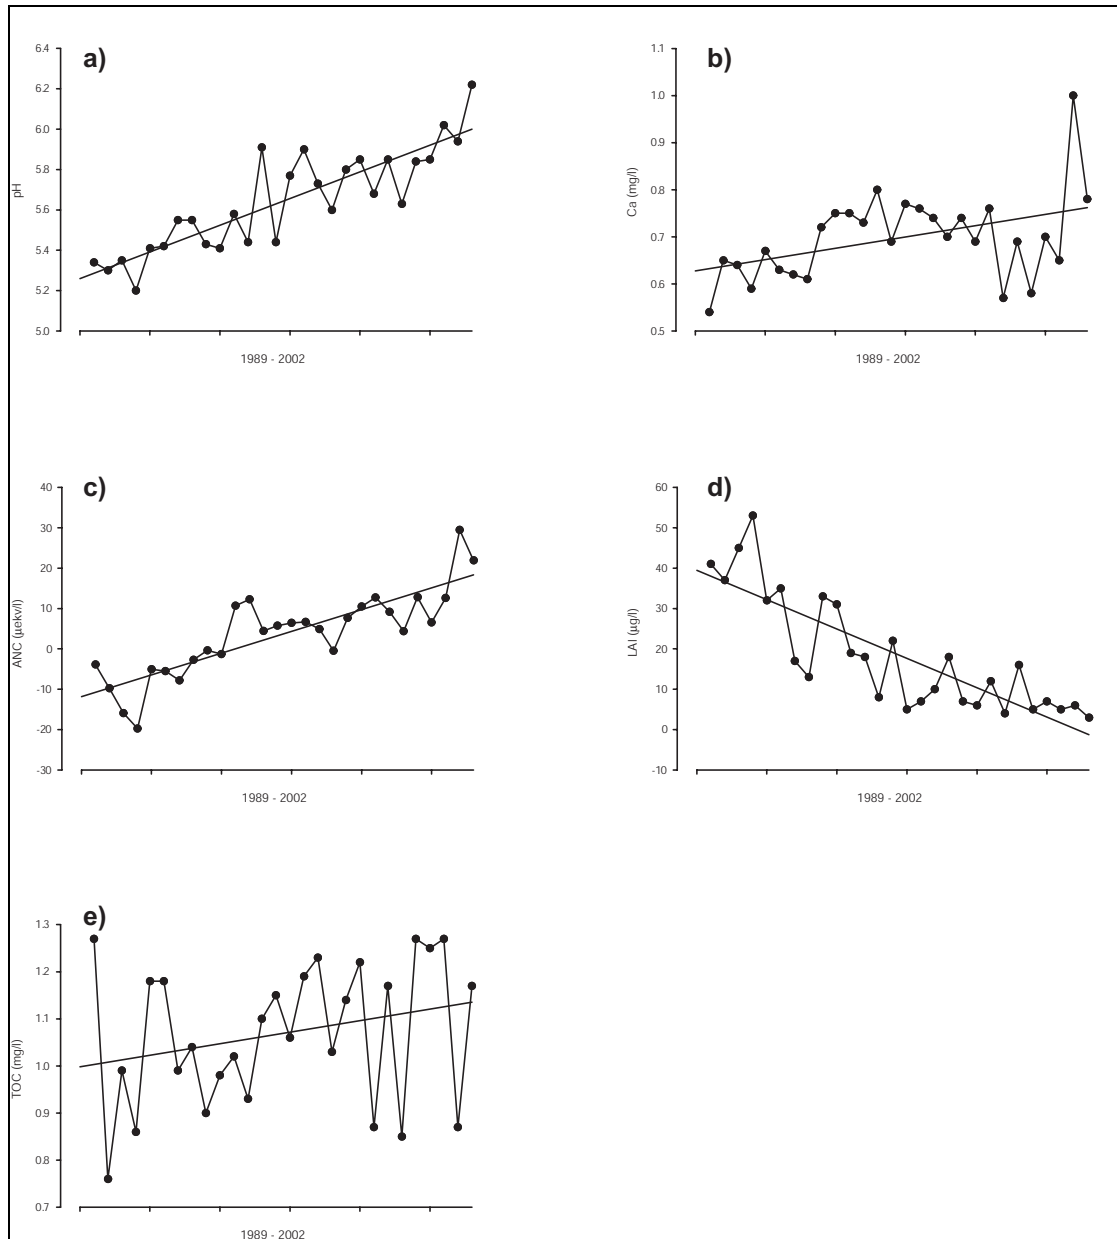 a)
6.4
6.2
6.0
5.8
5.6
5.4
5.2
5.0
pH
1989 - 2002
b)
1.1
1.0
0.9
0.8
0.7
0.6
0.5
Ca (mg/l)
1989 - 2002
c)
40
30
20
10
0
-10
-20
-30
ANC (µekv/l)
1989 - 2002
d)
60
50
40
30
20
10
0
-10
LAl (µg/l)
1989 - 2002
e)
1.3
1.2
1.1
1.0
0.9
0.8
0.7
TOC (mg/l)
1989 - 2002